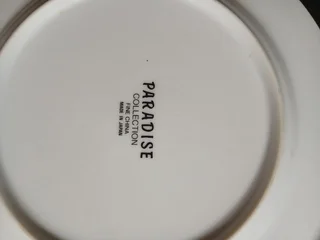 PARADISE
COLLECTION
FINE CHINA
MADE IN JAPAN